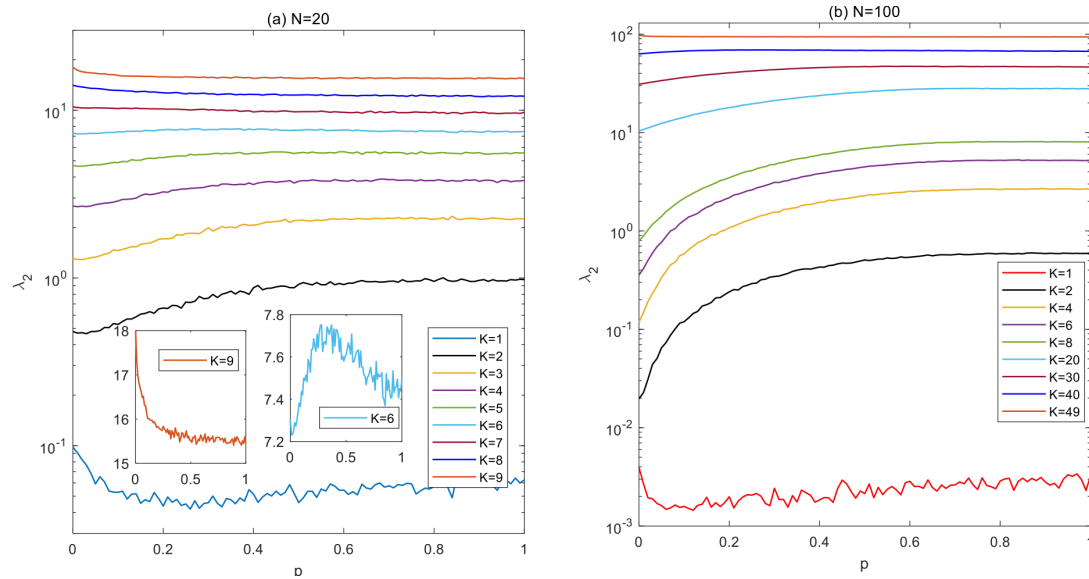 (a) N=20
λ2
10^1
10^0
10^-1
0
0.2
0.4
0.6
0.8
1
p
18
17
16
15
0
0.5
1
K=9
7.8
7.6
7.4
7.2
0
0.5
1
K=6
K=1
K=2
K=3
K=4
K=5
K=6
K=7
K=8
K=9
(b) N=100
λ2
10^2
10^1
10^0
10^-1
10^-2
10^-3
0
0.2
0.4
0.6
0.8
1
p
K=1
K=2
K=4
K=6
K=8
K=20
K=30
K=40
K=49